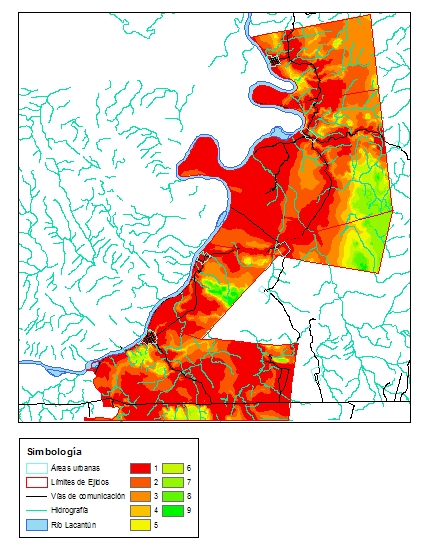 Simbología
Áreas urbanas
Límites de Ejidos
Vías de comunicación
Hidrografía
Río Lacantún
1
2
3
4
5
6
7
8
9